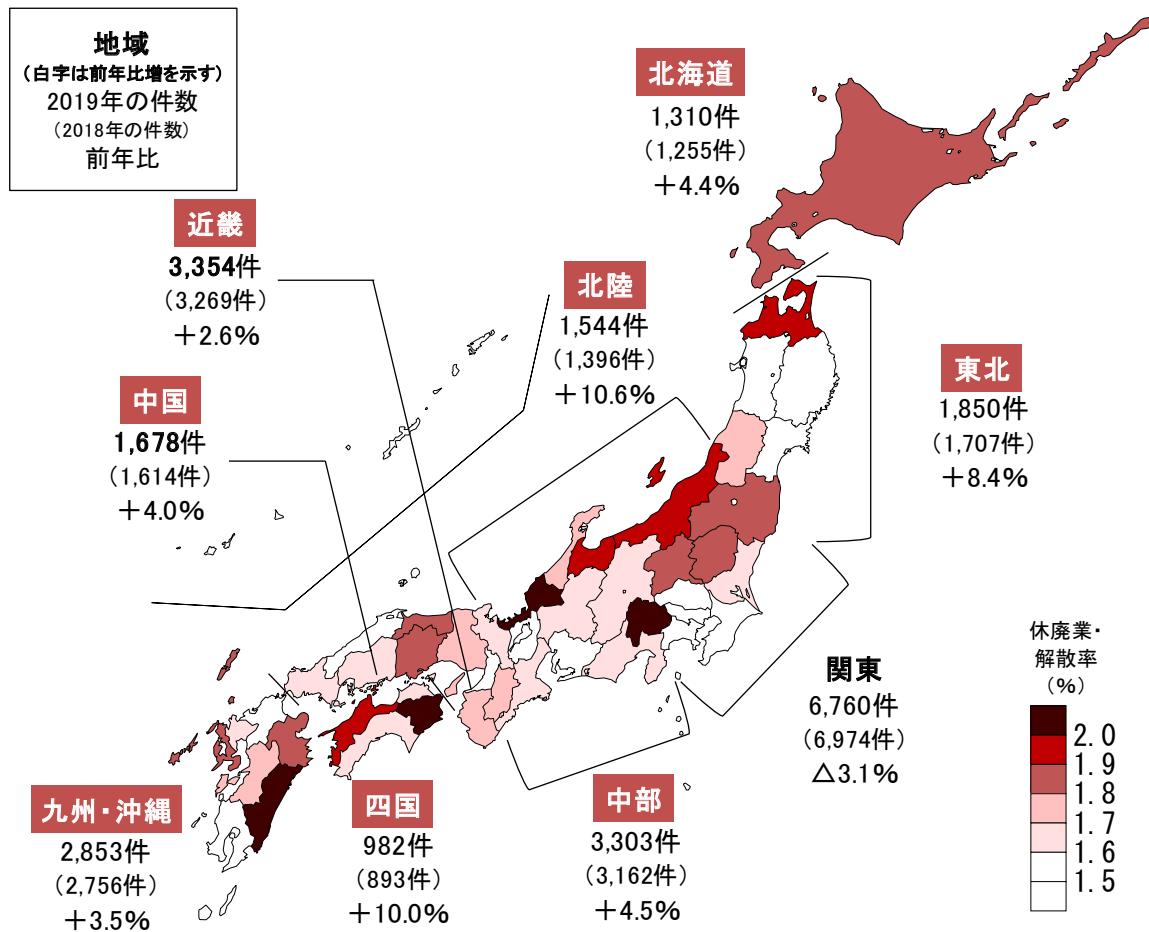 地域
(白字は前年比増を示す)
2019年の件数
(2018年の件数)
前年比
北海道
1,310件
(1,255件)
＋4.4%
近畿
3,354件
(3,269件)
＋2.6%
北陸
1,544件
(1,396件)
＋10.6%
東北
1,850件
(1,707件)
＋8.4%
中国
1,678件
(1,614件)
＋4.0%
関東
6,760件
(6,974件)
△3.1%
九州・沖縄
2,853件
(2,756件)
＋3.5%
四国
982件
(893件)
＋10.0%
中部
3,303件
(3,162件)
＋4.5%
休廃業・
解散率
(%)
2.0
1.9
1.8
1.7
1.6
1.5